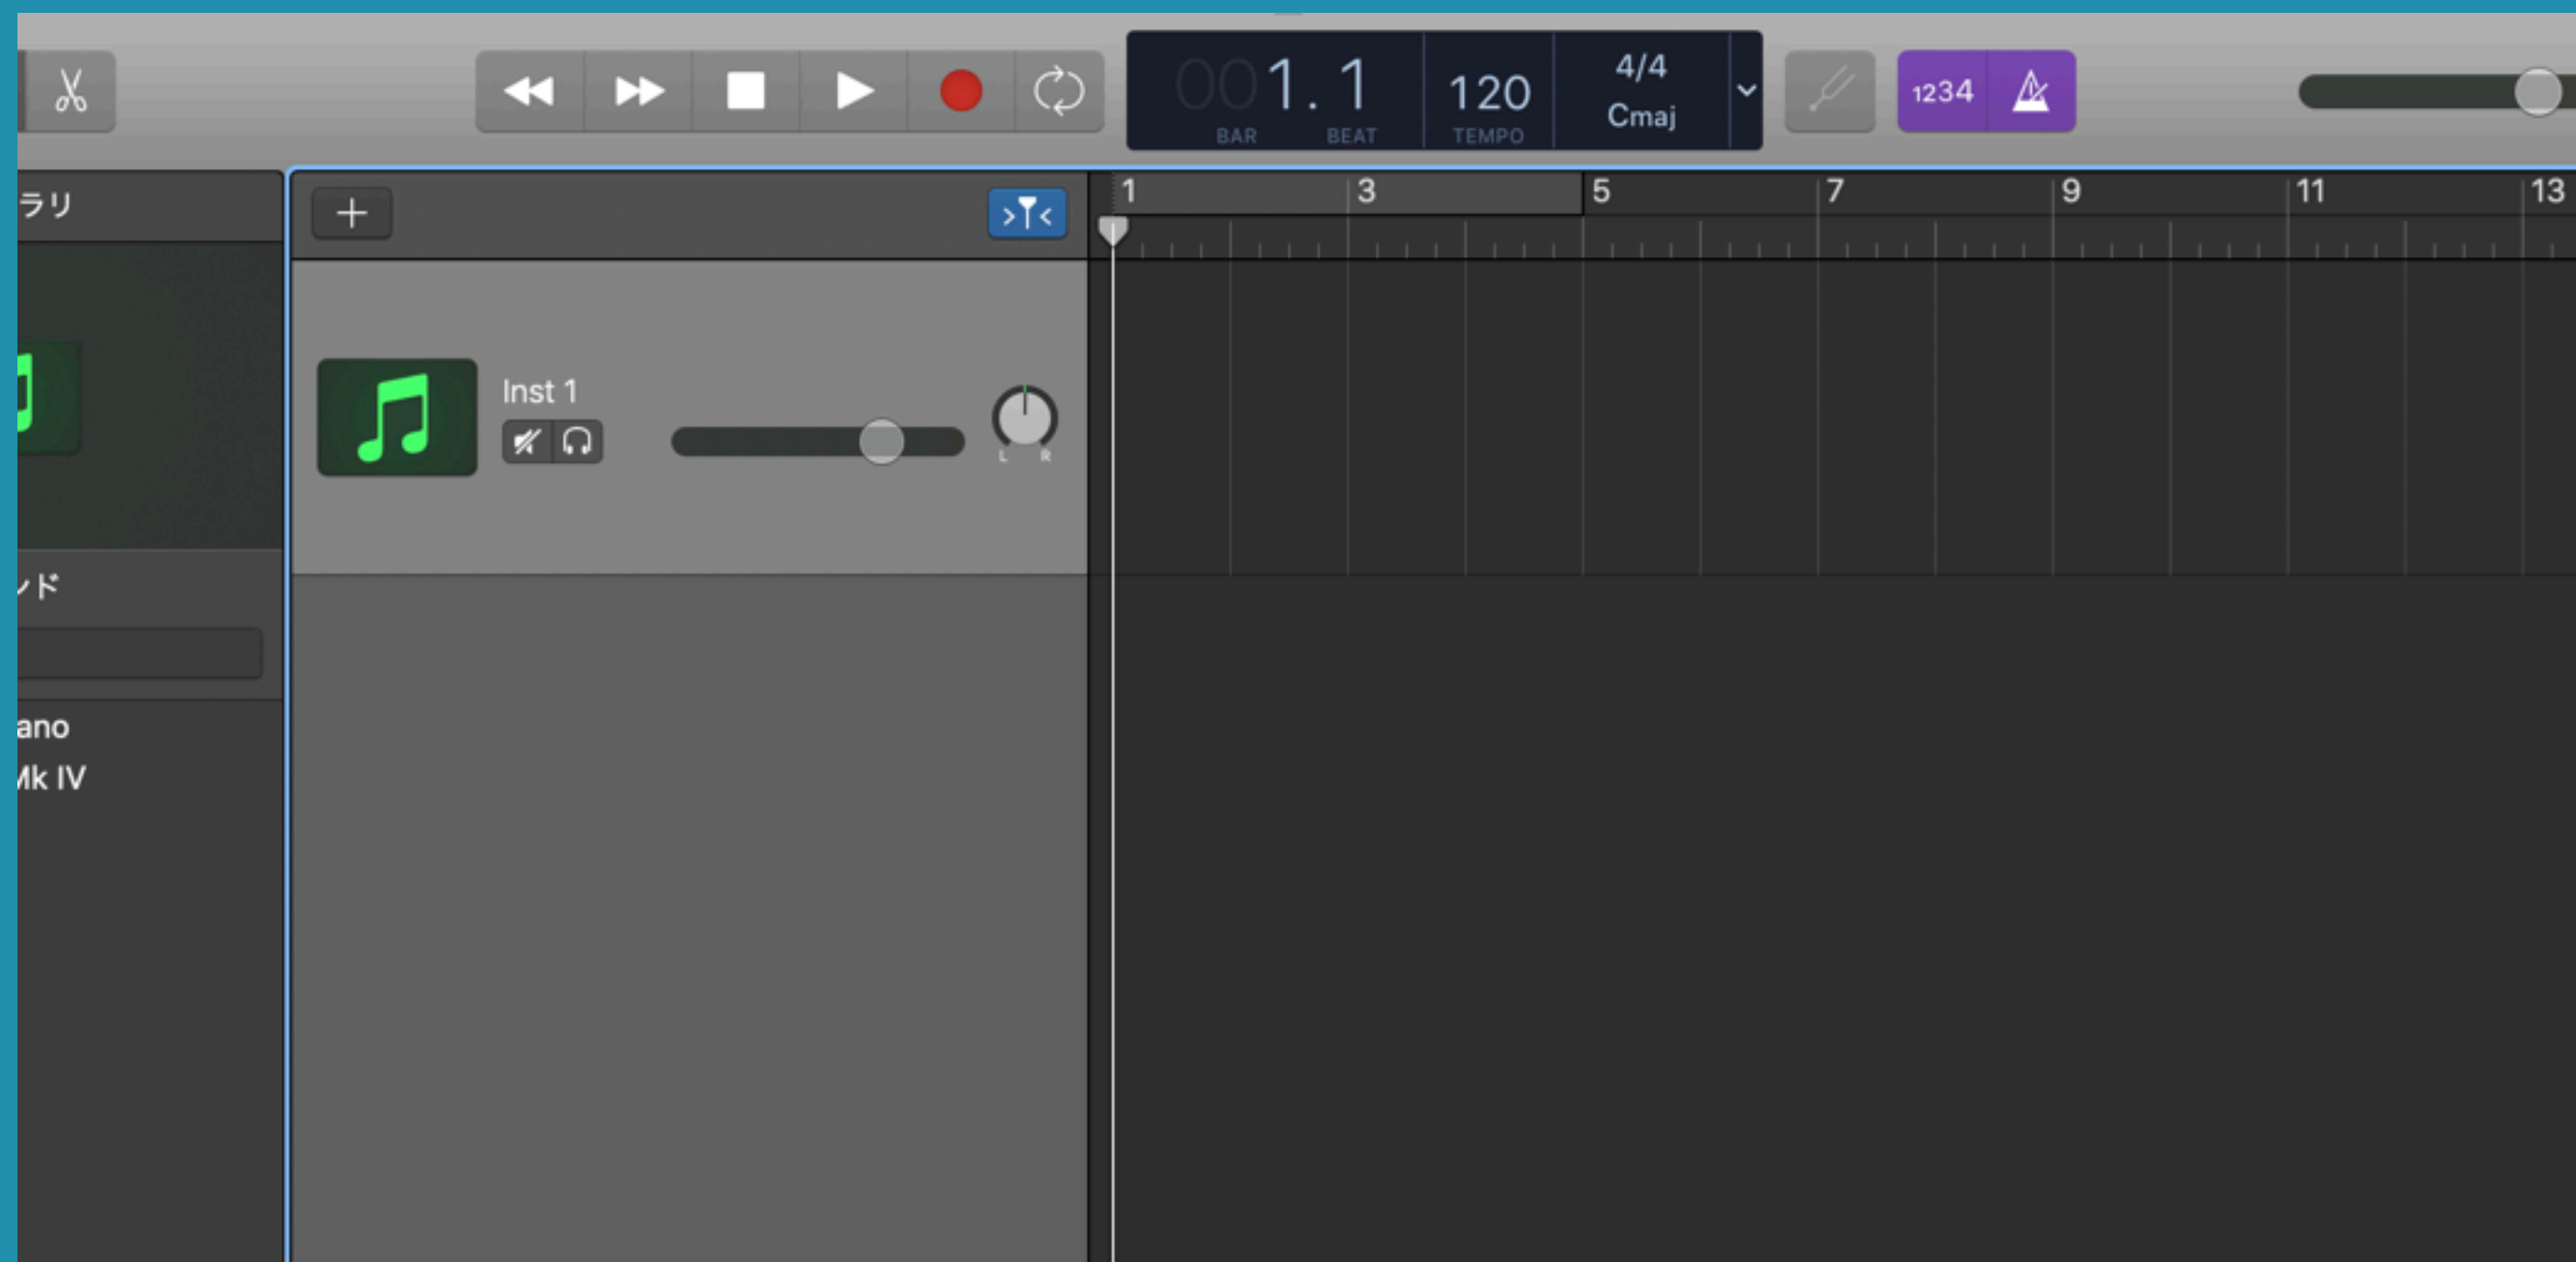 001. 1
BAR BEAT
120
TEMPO
4/4
Cmaj
1234
ラリ
1 3 5 7 9 11 13
Inst 1
L R
ンド
ano
Mk IV